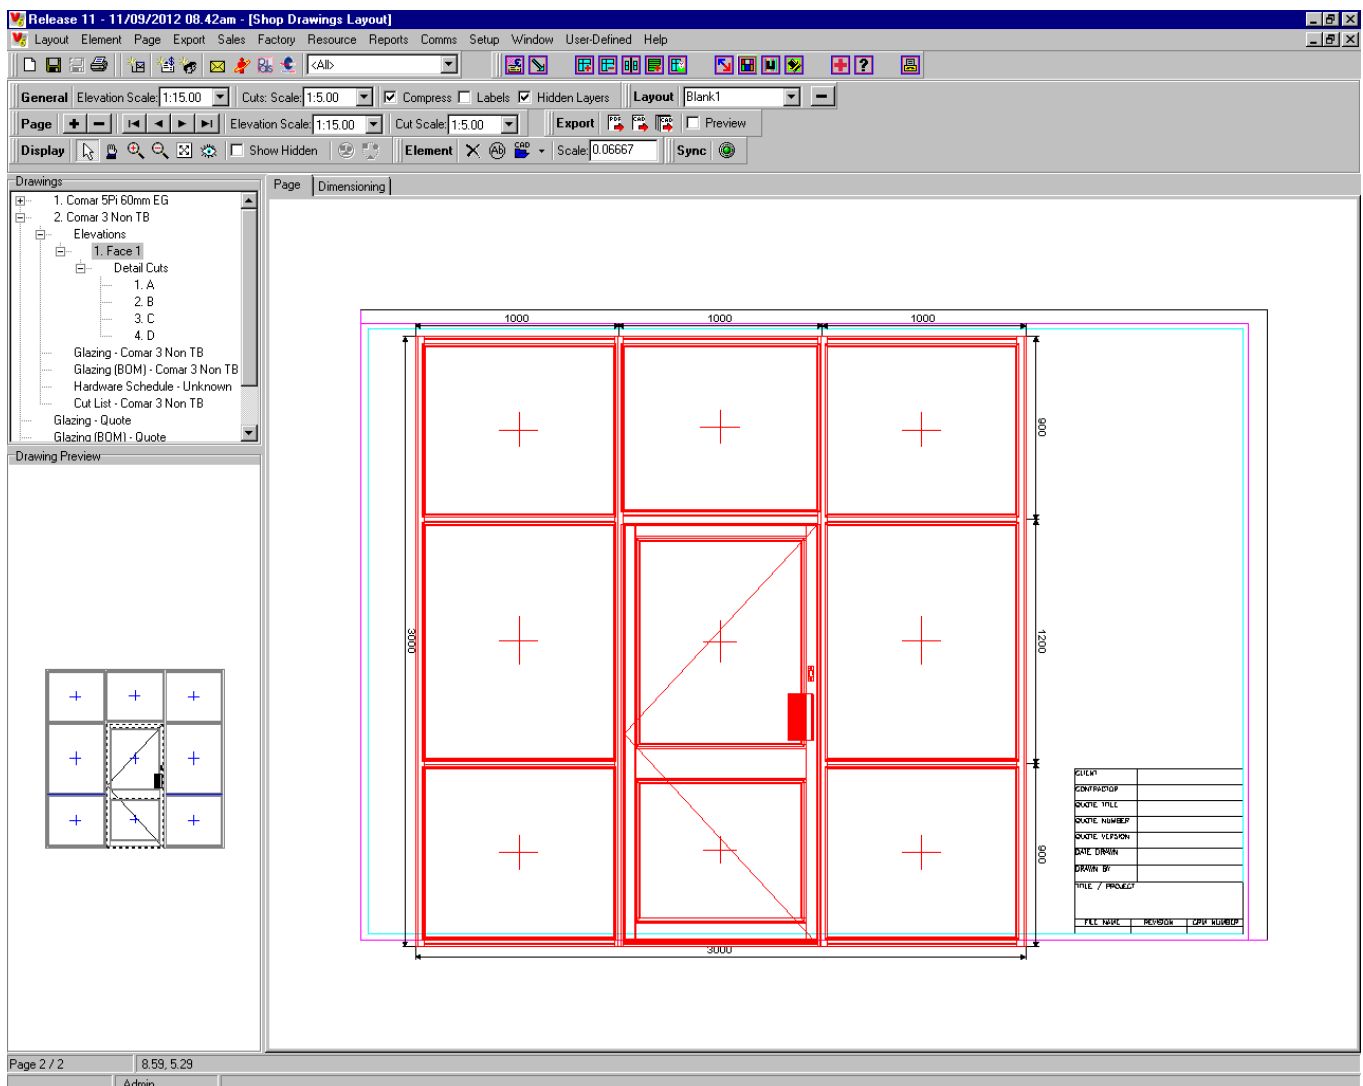 Release 11 - 11/09/2012 08.42am - [Shop Drawings Layout]
Layout Element Page Export Sales Factory Resource Reports Comms Setup Window User-Defined Help
<All>
General Elevation Scale: 1:15.00 Cuts: Scale: 1:5.00 Compress Labels Hidden Layers Layout Blank1
Page Elevation Scale: 1:15.00 Cut Scale: 1:5.00 Export PDF CAD CAD Preview
Display Show Hidden Element Ab CAD Scale: 0.06667 Sync
Drawings
1. Comar 5Pi 60mm EG
2. Comar 3 Non TB
Elevations
1. Face 1
Detail Cuts
1. A
2. B
3. C
4. D
Glazing - Comar 3 Non TB
Glazing (BOM) - Comar 3 Non TB
Hardware Schedule - Unknown
Cut List - Comar 3 Non TB
Glazing - Quote
Glazing (BOM) - Quote
Drawing Preview
Page Dimensioning
1000 1000 1000
900
3000
1200
900
3000
CLIENT
CONTRACTOR
QUOTE TITLE
QUOTE NUMBER
QUOTE VERSION
DATE DRAWN
DRAWN BY
TITLE / PROJECT
FILE NAME REVISION NUMBER
Page 2 / 2 8.59, 5.29
Admin